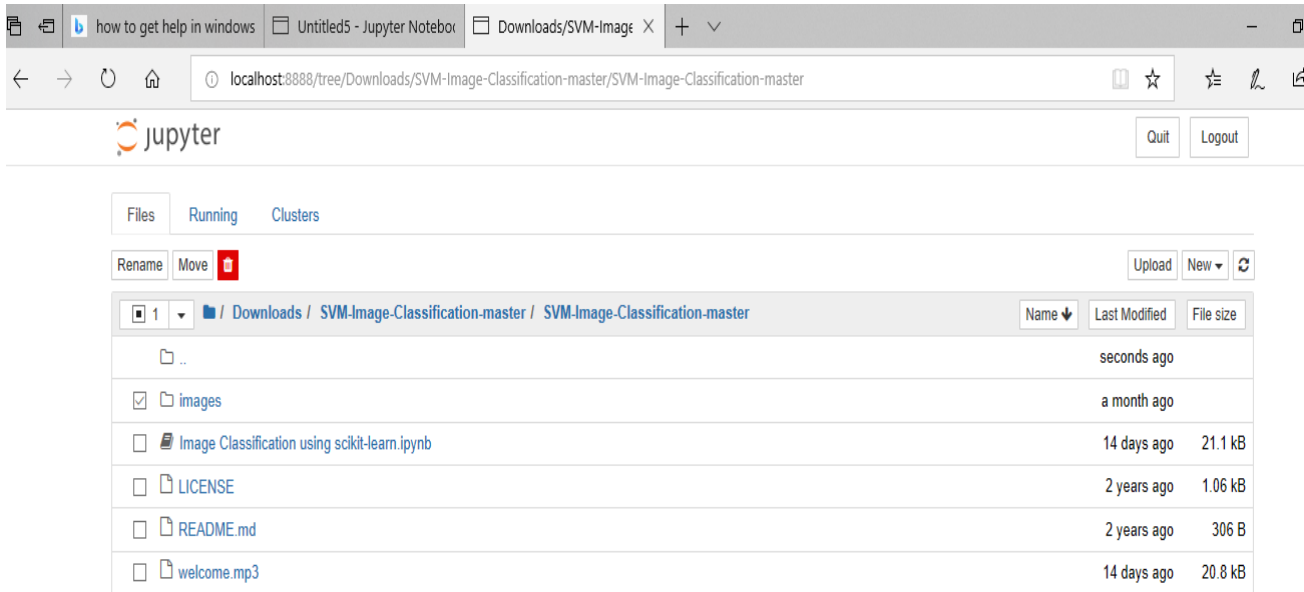 how to get help in windows Untitled5 - Jupyter Noteboo Downloads/SVM-Image
localhost:8888/tree/Downloads/SVM-Image-Classification-master/SVM-Image-Classification-master
jupyter Quit Logout
Files Running Clusters
Rename Move Upload New
1 / Downloads / SVM-Image-Classification-master / SVM-Image-Classification-master Name Last Modified File size
.. seconds ago
images a month ago
Image Classification using scikit-learn.ipynb 14 days ago 21.1 kB
LICENSE 2 years ago 1.06 kB
README.md 2 years ago 306 B
welcome.mp3 14 days ago 20.8 kB